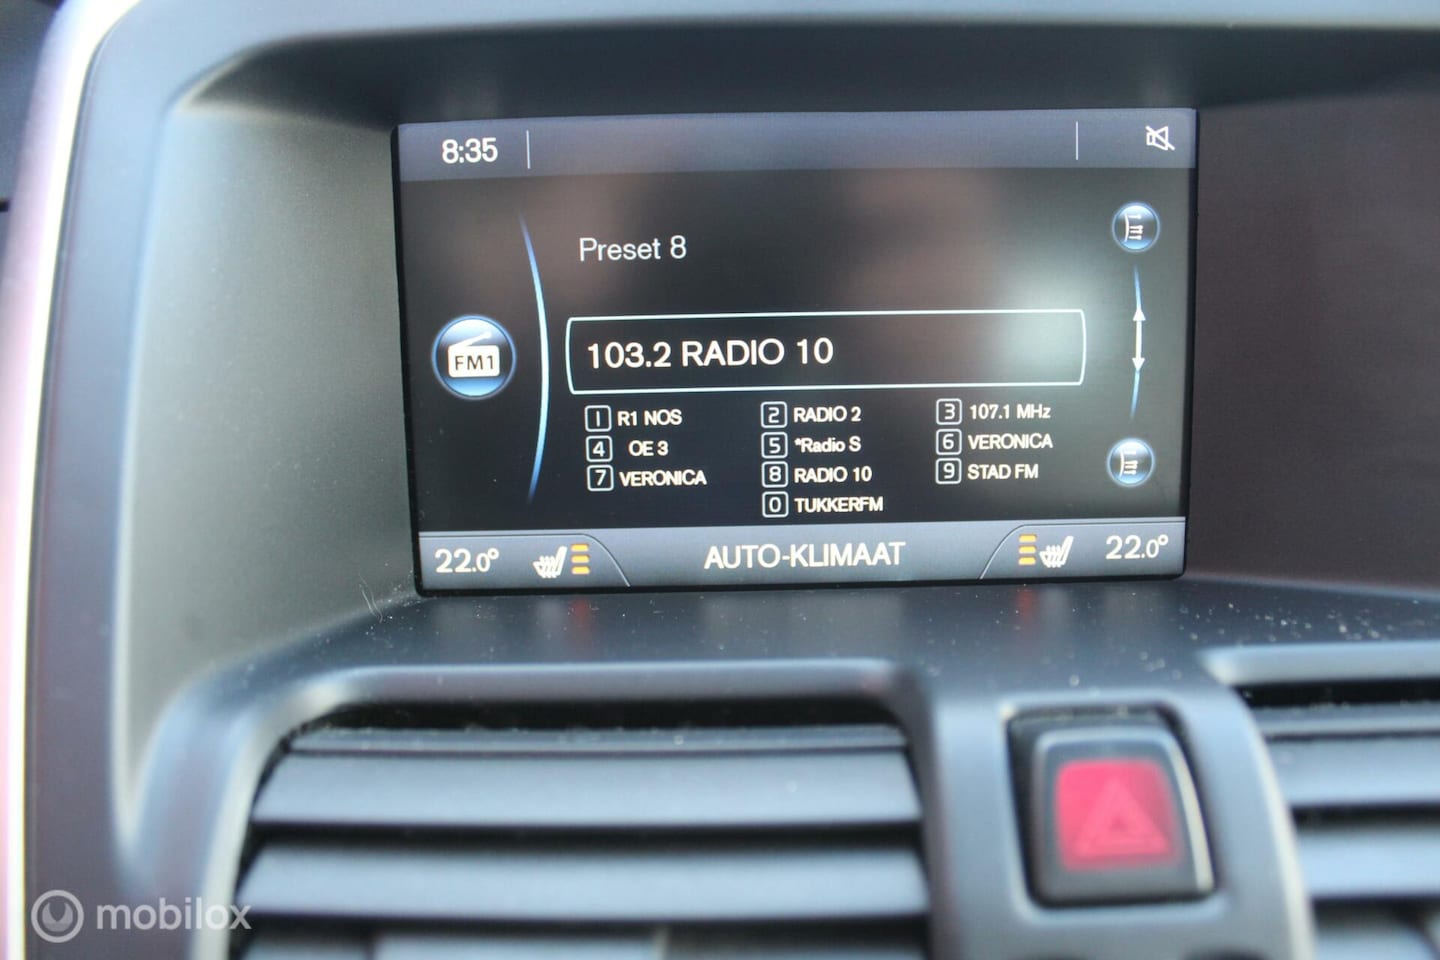 8:35
Preset 8
FM1
103.2 RADIO 10
1 R1 NOS 2 RADIO 2 3 107.1 MHz
4 OE 3 5 *Radio S 6 VERONICA
7 VERONICA 8 RADIO 10 9 STAD FM
0 TUKKERFM
22.0° AUTO-KLIMAAT 22.0°
mobilox